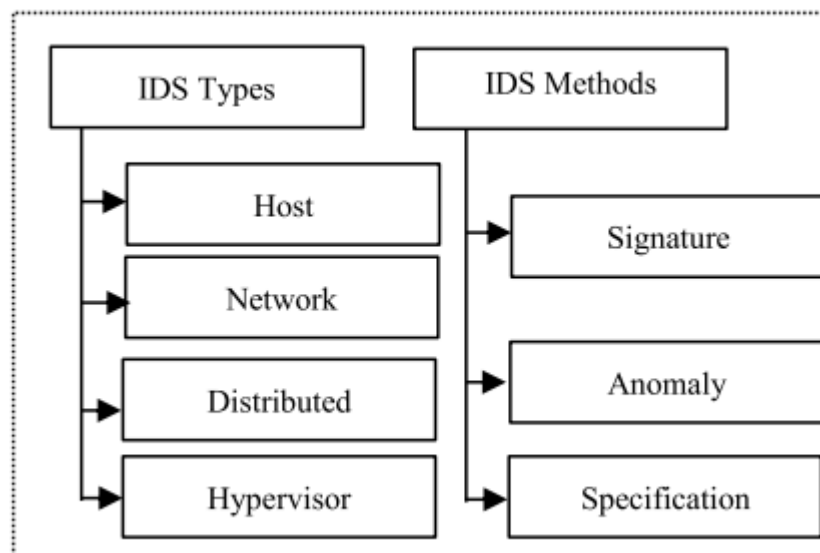 IDS Types
Host
Network
Distributed
Hypervisor
IDS Methods
Signature
Anomaly
Specification